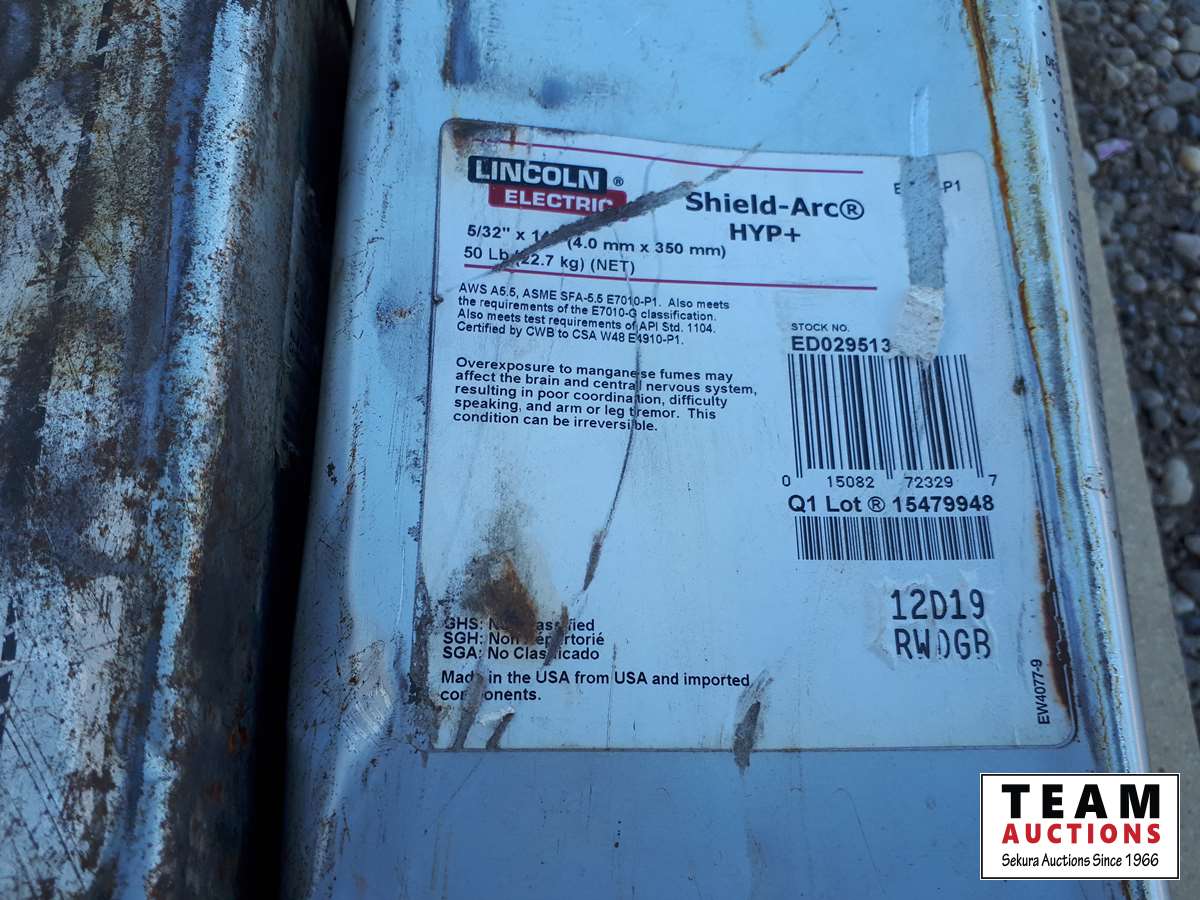 LINCOLN ®
ELECTRIC
Shield-Arc®
HYP+
5/32" x (4.0 mm x 350 mm)
50 Lb (22.7 kg) (NET)
AWS A5.5, ASME SFA-5.5 E7010-P1. Also meets
the requirements of the E7010-G classification.
Also meets test requirements of API Std. 1104.
Certified by CWB to CSA W48 E4910-P1.
Overexposure to manganese fumes may
affect the brain and central nervous system,
resulting in poor coordination, difficulty
speaking, and arm or leg tremor. This
condition can be irreversible.
STOCK NO.
ED029513
0 15082 72329 7
Q1 Lot ® 15479948
12D19
RWDGB
GHS: Not Classified
SGH: Non Répertorié
SGA: No Clasificado
Made in the USA from USA and imported
components.
EW4077-9
TEAM
AUCTIONS
Sekura Auctions Since 1966